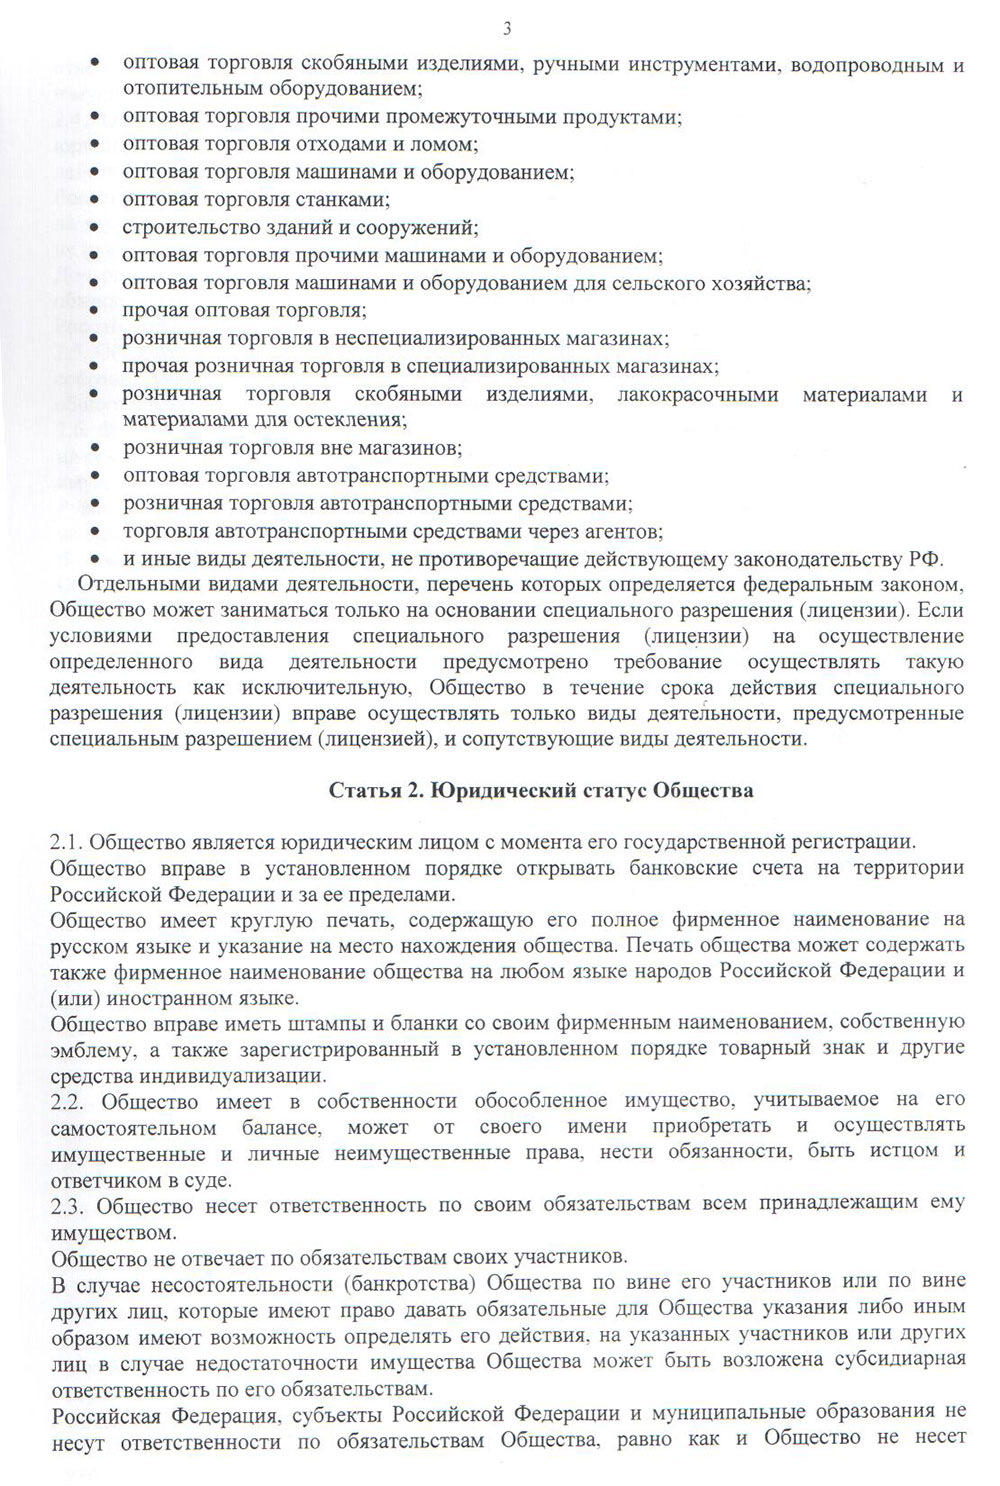 3
• оптовая торговля скобяными изделиями, ручными инструментами, водопроводным и
отопительным оборудованием;
• оптовая торговля прочими промежуточными продуктами;
• оптовая торговля отходами и ломом;
• оптовая торговля машинами и оборудованием;
• оптовая торговля станками;
• строительство зданий и сооружений;
• оптовая торговля прочими машинами и оборудованием;
• оптовая торговля машинами и оборудованием для сельского хозяйства;
• прочая оптовая торговля;
• розничная торговля в неспециализированных магазинах;
• прочая розничная торговля в специализированных магазинах;
• розничная торговля скобяными изделиями, лакокрасочными материалами и
материалами для остекления;
• розничная торговля вне магазинов;
• оптовая торговля автотранспортными средствами;
• розничная торговля автотранспортными средствами;
• торговля автотранспортными средствами через агентов;
• и иные виды деятельности, не противоречащие действующему законодательству РФ.
Отдельными видами деятельности, перечень которых определяется федеральным законом,
Общество может заниматься только на основании специального разрешения (лицензии). Если
условиями предоставления специального разрешения (лицензии) на осуществление
определенного вида деятельности предусмотрено требование осуществлять такую
деятельность как исключительную, Общество в течение срока действия специального
разрешения (лицензии) вправе осуществлять только виды деятельности, предусмотренные
специальным разрешением (лицензией), и сопутствующие виды деятельности.
Статья 2. Юридический статус Общества
2.1. Общество является юридическим лицом с момента его государственной регистрации.
Общество вправе в установленном порядке открывать банковские счета на территории
Российской Федерации и за ее пределами.
Общество имеет круглую печать, содержащую его полное фирменное наименование на
русском языке и указание на место нахождения общества. Печать общества может содержать
также фирменное наименование общества на любом языке народов Российской Федерации и
(или) иностранном языке.
Общество вправе иметь штампы и бланки со своим фирменным наименованием, собственную
эмблему, а также зарегистрированный в установленном порядке товарный знак и другие
средства индивидуализации.
2.2. Общество имеет в собственности обособленное имущество, учитываемое на его
самостоятельном балансе, может от своего имени приобретать и осуществлять
имущественные и личные неимущественные права, нести обязанности, быть истцом и
ответчиком в суде.
2.3. Общество несет ответственность по своим обязательствам всем принадлежащим ему
имуществом.
Общество не отвечает по обязательствам своих участников.
В случае несостоятельности (банкротства) Общества по вине его участников или по вине
других лиц, которые имеют право давать обязательные для Общества указания либо иным
образом имеют возможность определять его действия, на указанных участников или других
лиц в случае недостаточности имущества Общества может быть возложена субсидиарная
ответственность по его обязательствам.
Российская Федерация, субъекты Российской Федерации и муниципальные образования не
несут ответственности по обязательствам Общества, равно как и Общество не несет